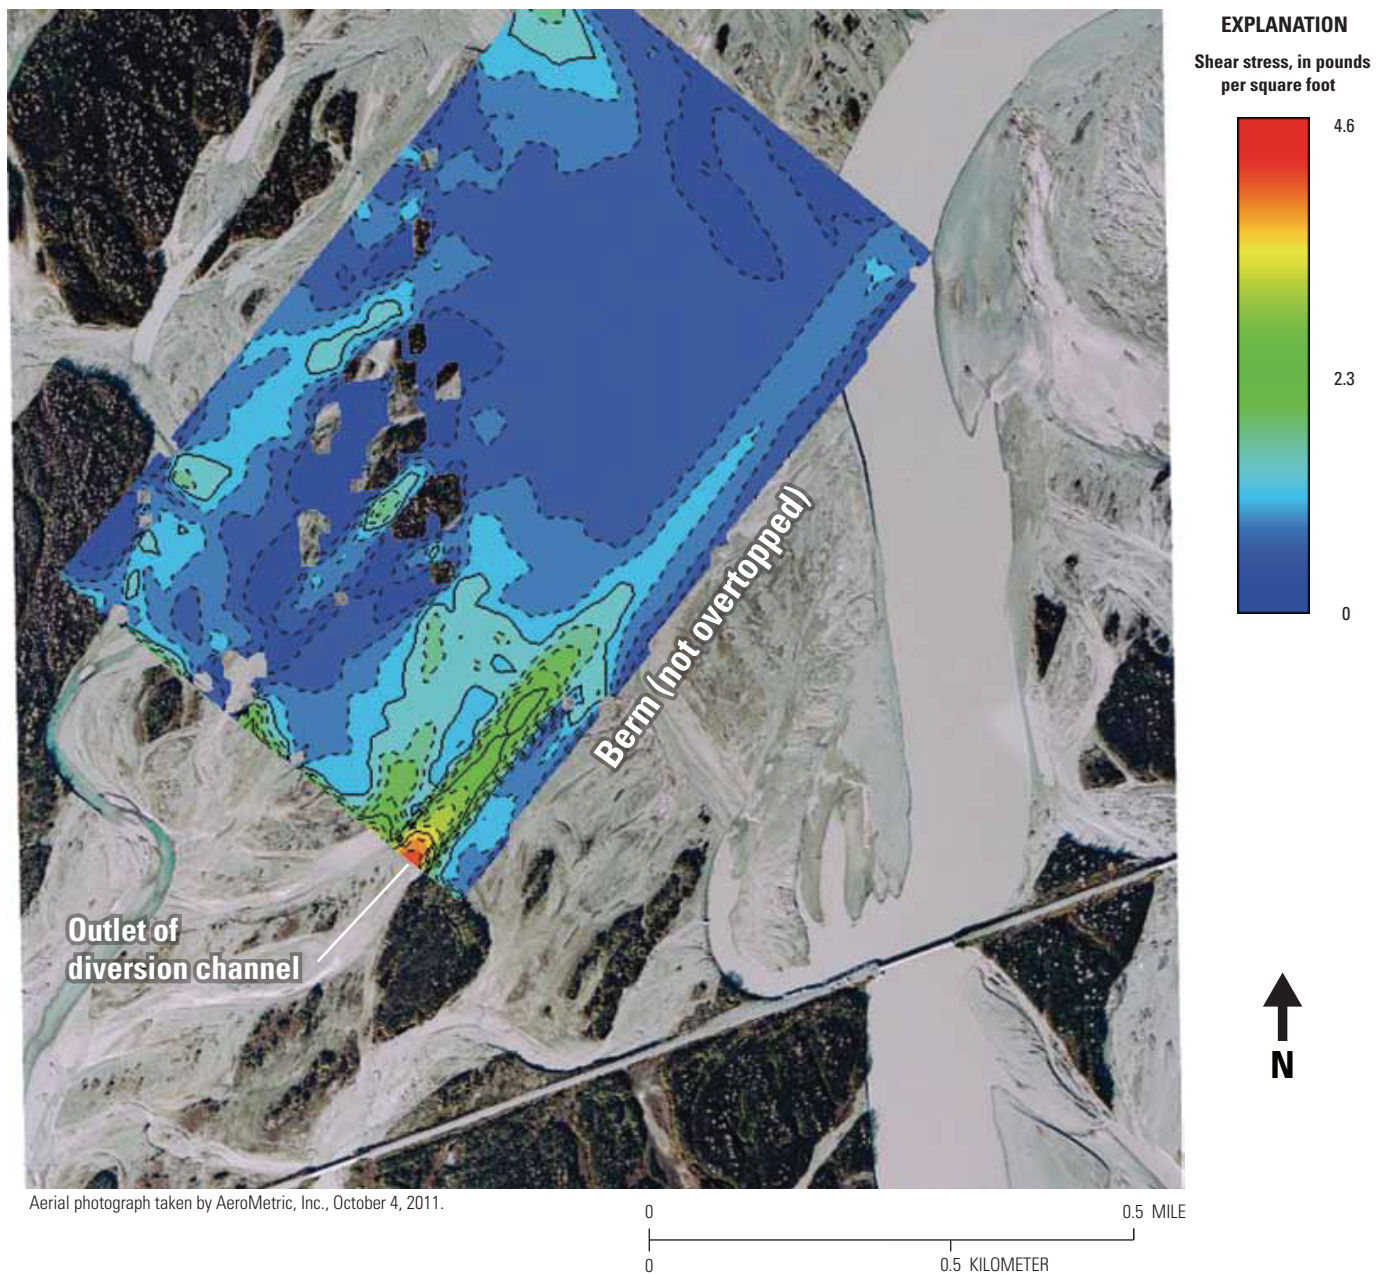 EXPLANATION
Shear stress, in pounds
per square foot
4.6
2.3
0
Berm (not overtopped)
Outlet of
diversion channel
N
Aerial photograph taken by AeroMetric, Inc., October 4, 2011.
0 0.5 MILE
0 0.5 KILOMETER